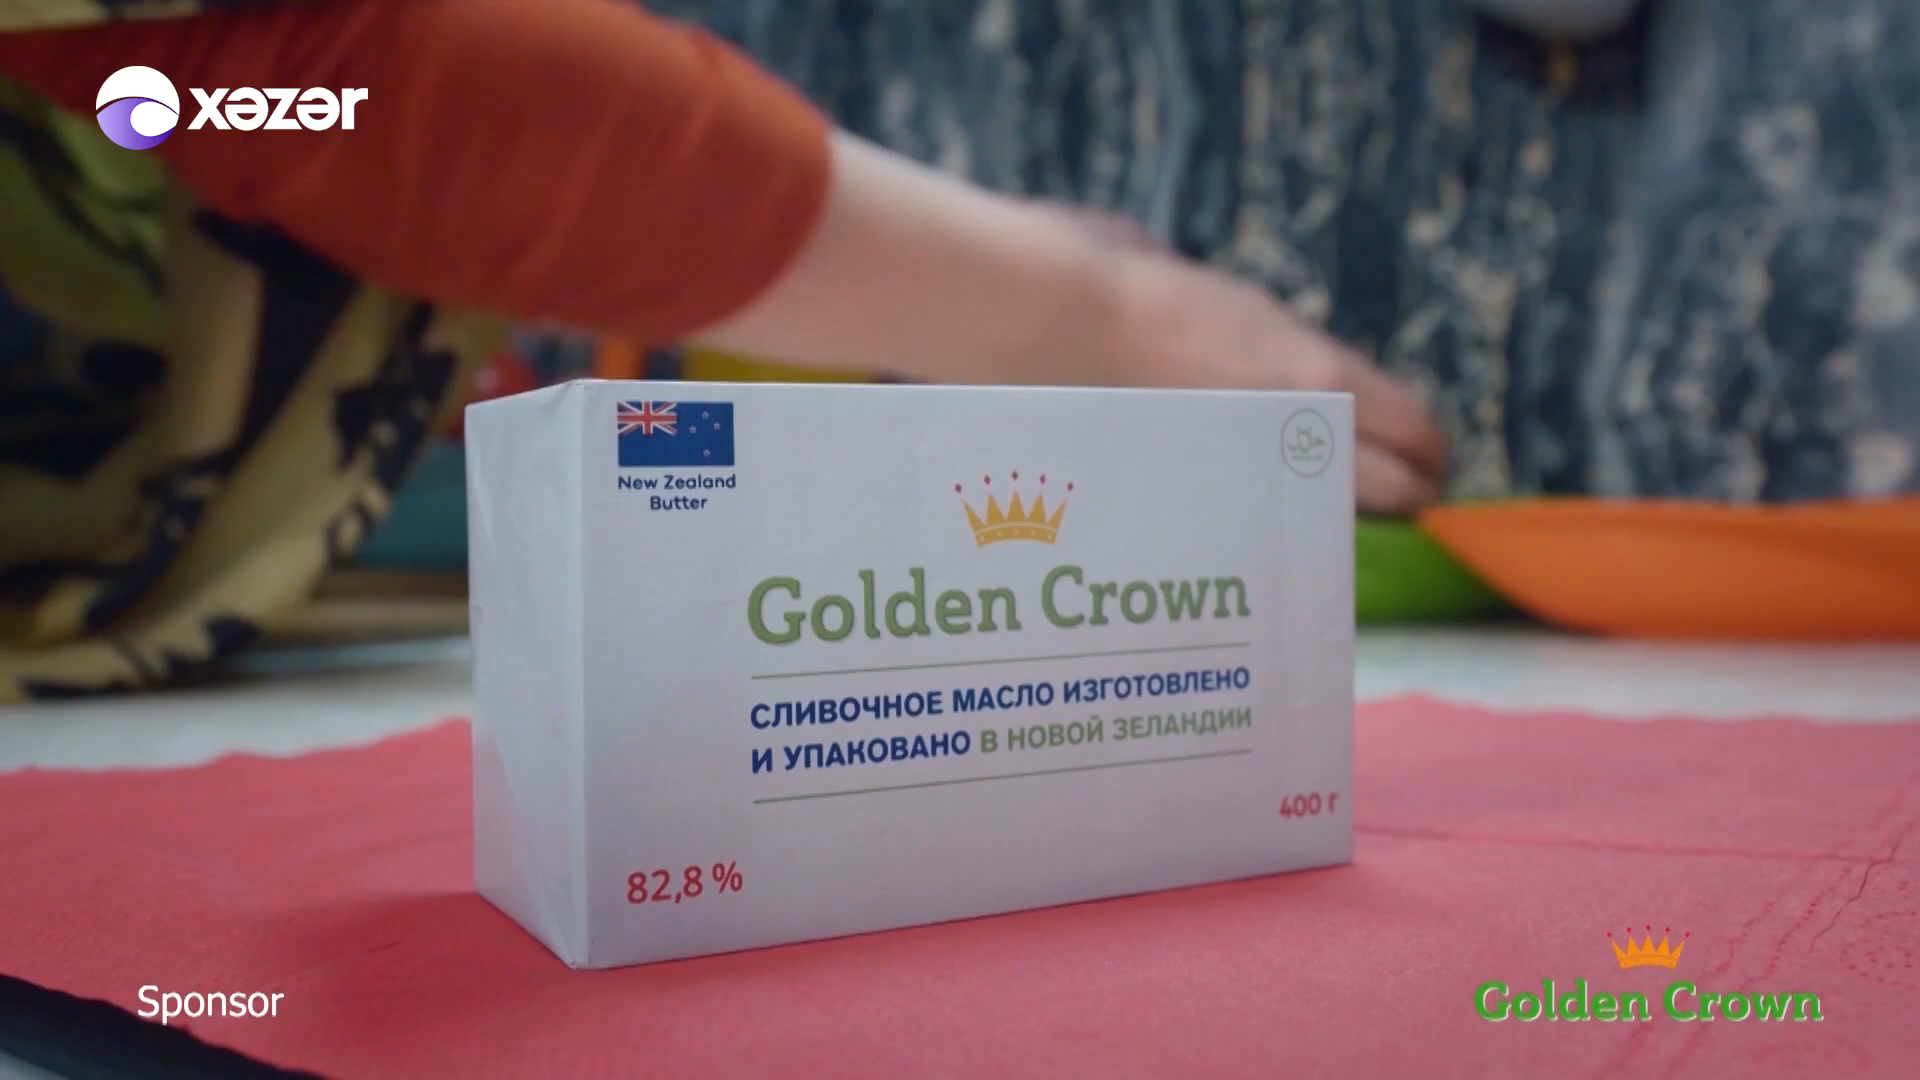 xəzər
New Zealand
Butter
Golden Crown
СЛИВОЧНОЕ МАСЛО ИЗГОТОВЛЕНО
И УПАКОВАНО В НОВОЙ ЗЕЛАНДИИ
400 г
82,8 %
Sponsor
Golden Crown